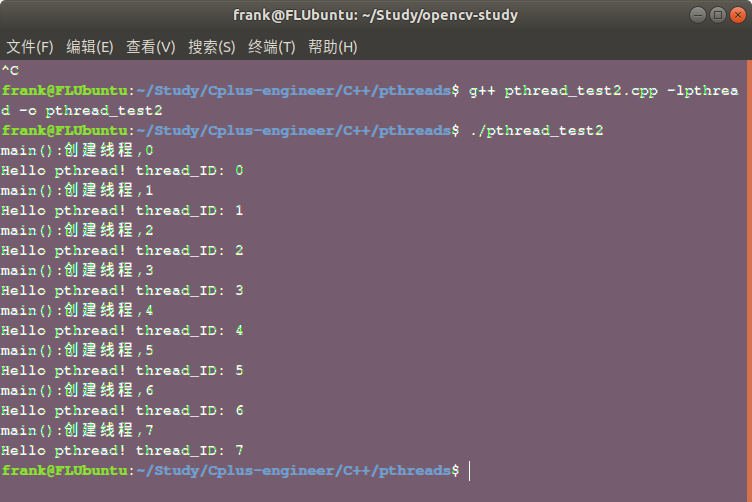 frank@FLUbuntu: ~/Study/opencv-study
文件(F) 编辑(E) 查看(V) 搜索(S) 终端(T) 帮助(H)
^C
frank@FLUbuntu:~/Study/Cplus-engineer/C++/pthreads$ g++ pthread_test2.cpp -lpthrea
d -o pthread_test2
frank@FLUbuntu:~/Study/Cplus-engineer/C++/pthreads$ ./pthread_test2
main():创建线程,0
Hello pthread! thread_ID: 0
main():创建线程,1
Hello pthread! thread_ID: 1
main():创建线程,2
Hello pthread! thread_ID: 2
main():创建线程,3
Hello pthread! thread_ID: 3
main():创建线程,4
Hello pthread! thread_ID: 4
main():创建线程,5
Hello pthread! thread_ID: 5
main():创建线程,6
Hello pthread! thread_ID: 6
main():创建线程,7
Hello pthread! thread_ID: 7
frank@FLUbuntu:~/Study/Cplus-engineer/C++/pthreads$